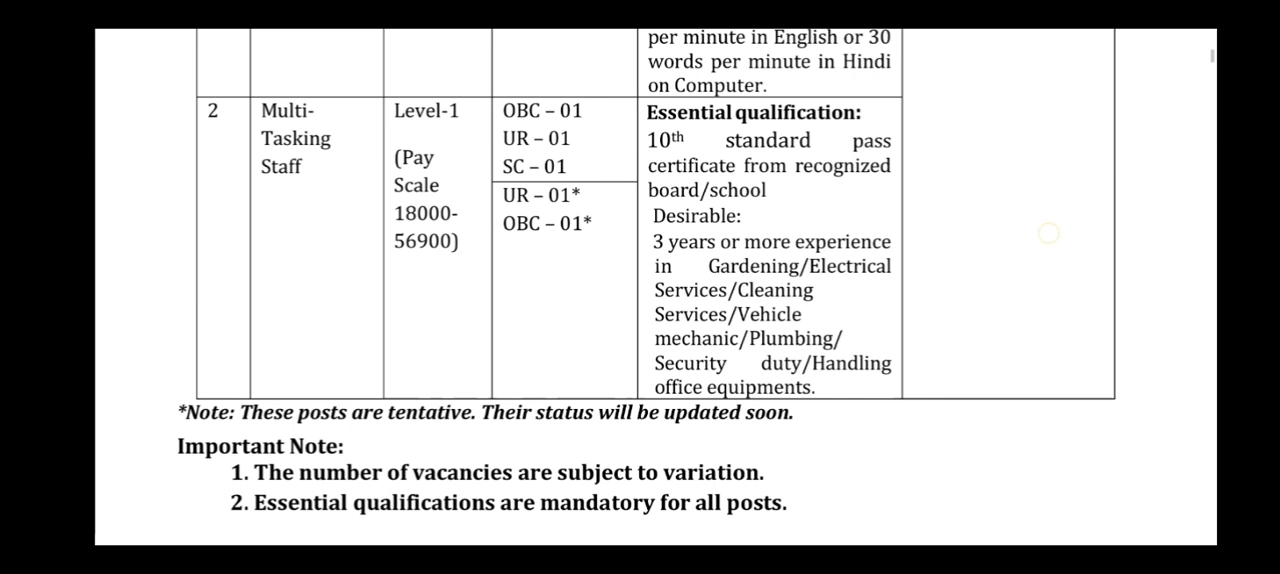 per minute in English or 30
words per minute in Hindi
on Computer.
2
Multi-
Tasking
Staff
Level-1
(Pay
Scale
18000-
56900)
OBC – 01
UR – 01
SC – 01
UR – 01*
OBC – 01*
Essential qualification:
10th standard pass
certificate from recognized
board/school
Desirable:
3 years or more experience
in Gardening/Electrical
Services/Cleaning
Services/Vehicle
mechanic/Plumbing/
Security duty/Handling
office equipments.
*Note: These posts are tentative. Their status will be updated soon.
Important Note:
1. The number of vacancies are subject to variation.
2. Essential qualifications are mandatory for all posts.